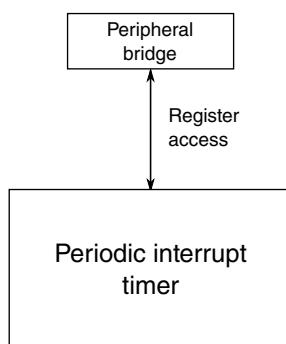 Peripheral
bridge
Register
access
Periodic interrupt
timer